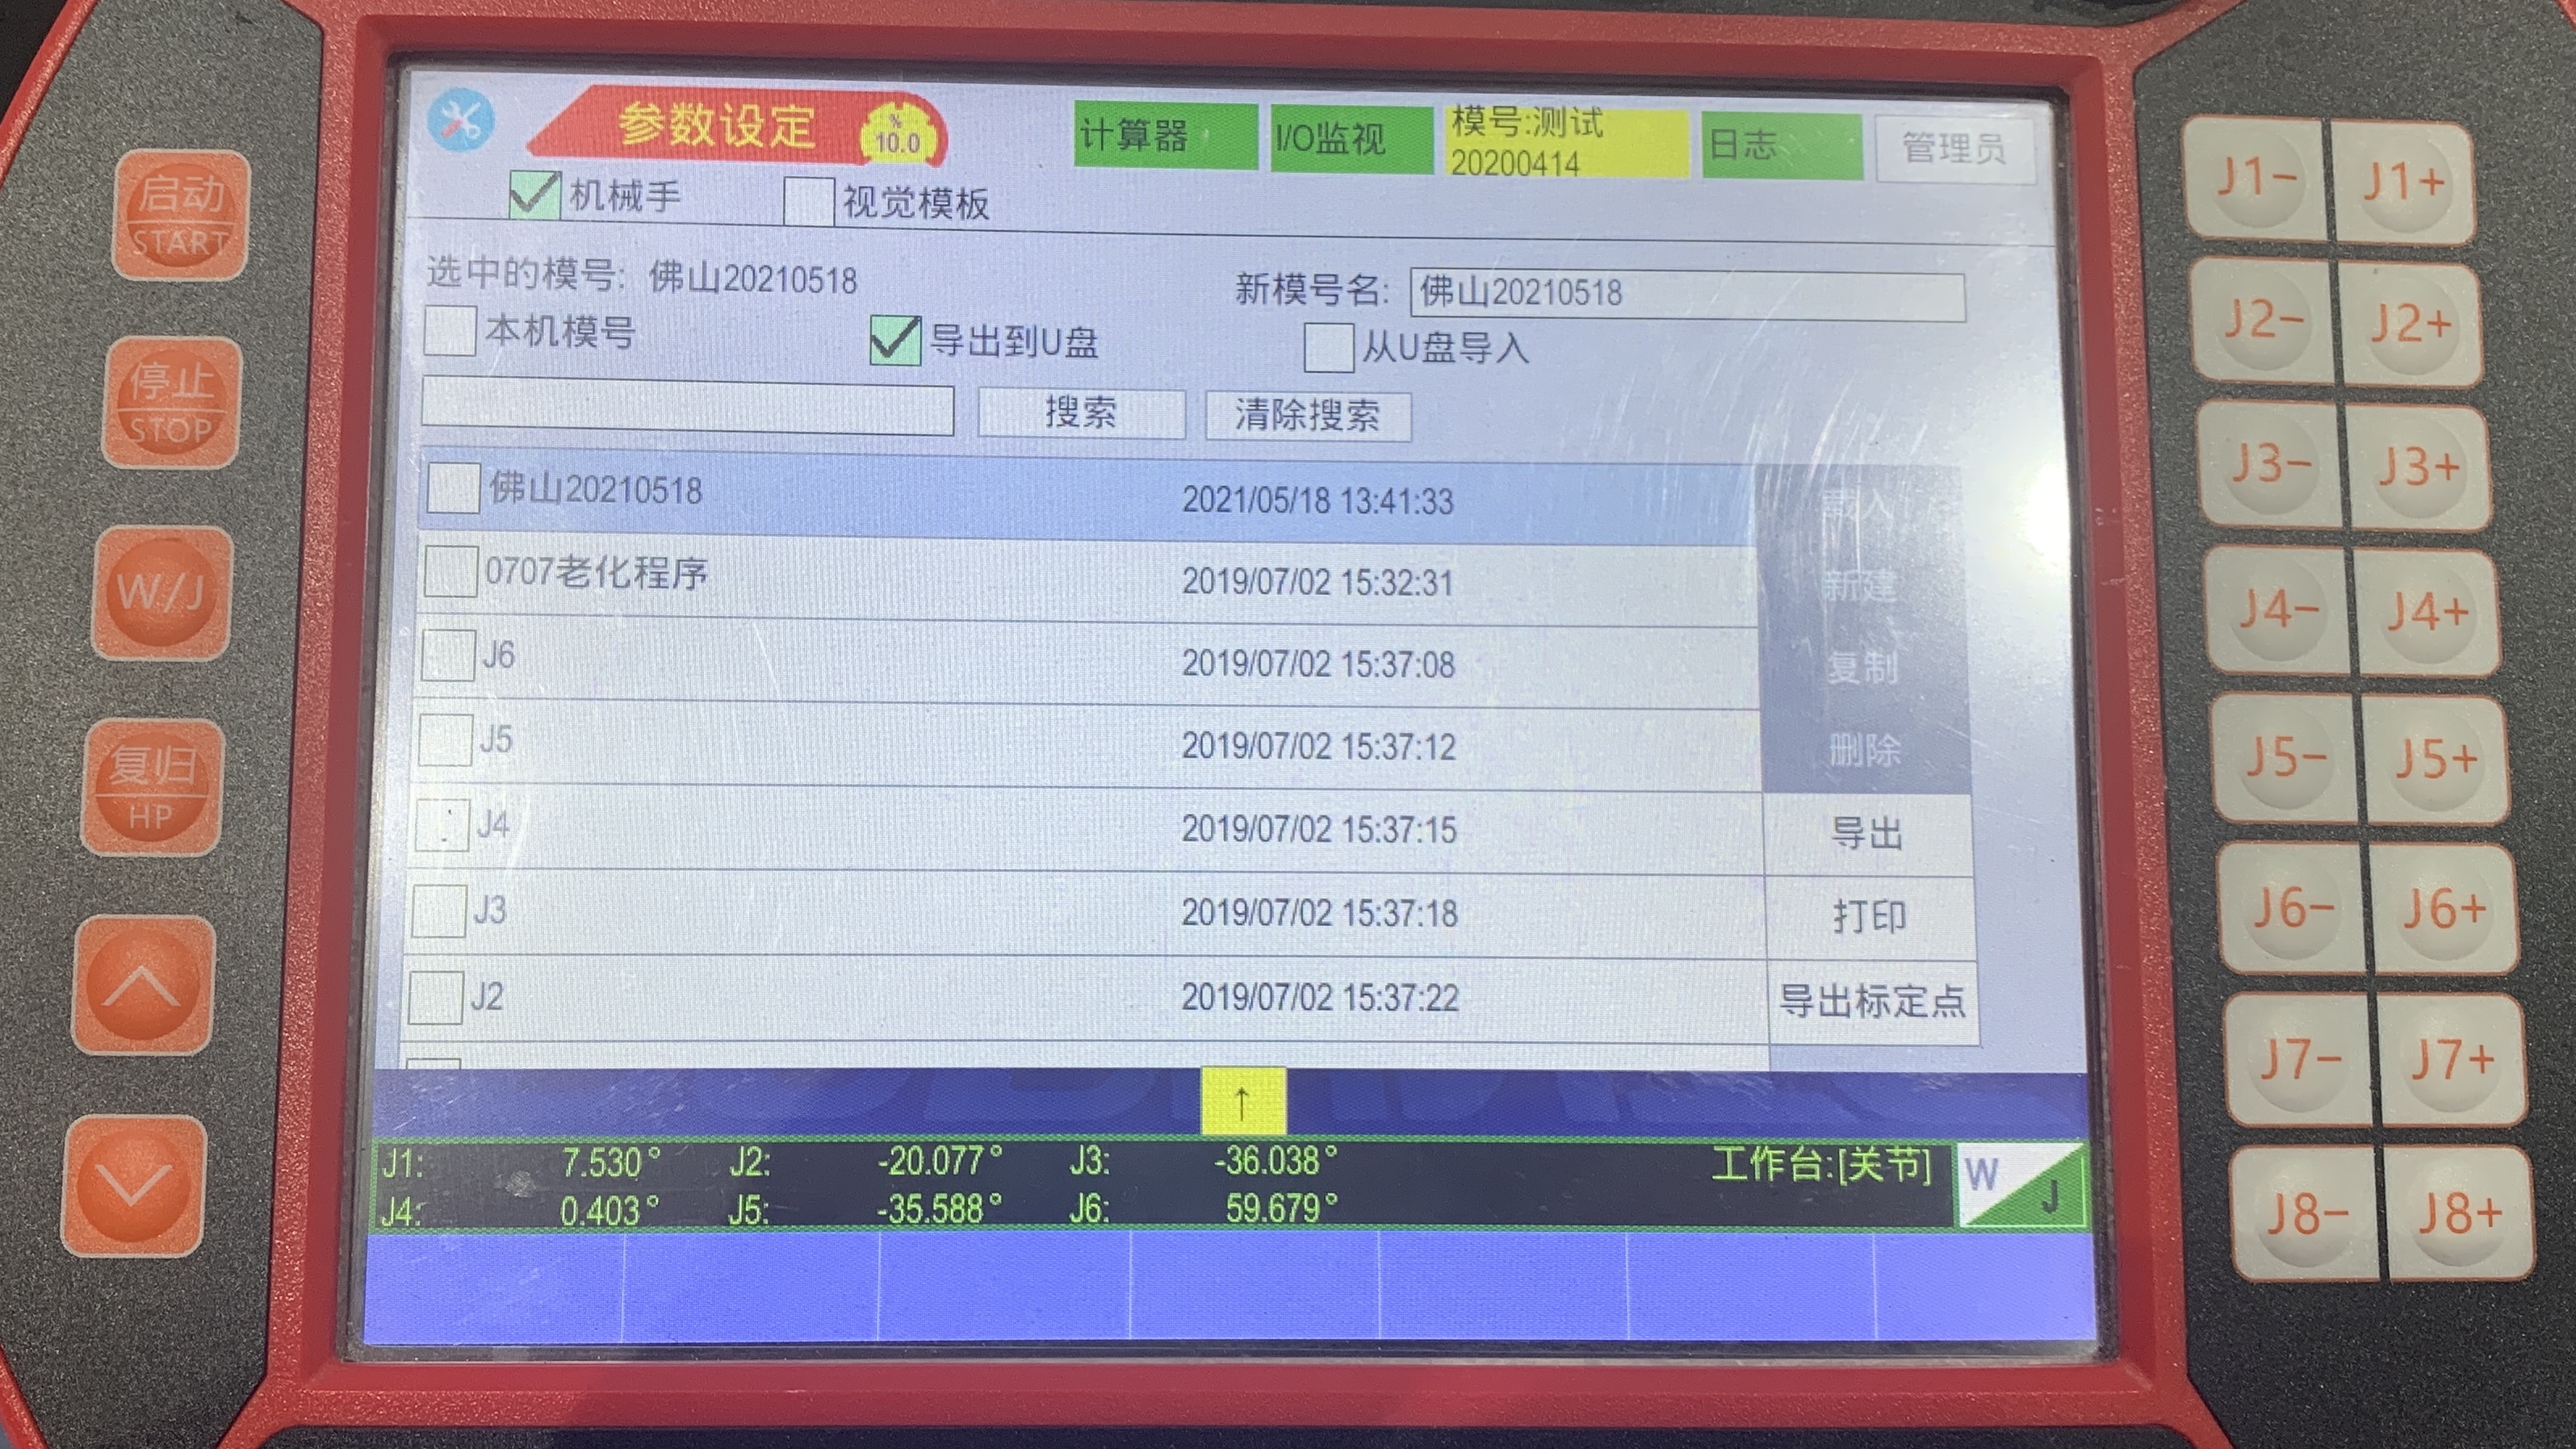 参数设定
%
10.0
计算器
I/O监视
模号:测试
20200414
日志
管理员
机械手
视觉模板
选中的模号: 佛山20210518
新模号名: 佛山20210518
本机模号
导出到U盘
从U盘导入
搜索
清除搜索
佛山20210518 2021/05/18 13:41:33
0707老化程序 2019/07/02 15:32:31
J6 2019/07/02 15:37:08
J5 2019/07/02 15:37:12
J4 2019/07/02 15:37:15
J3 2019/07/02 15:37:18
J2 2019/07/02 15:37:22
载入
新建
复制
删除
导出
打印
导出标定点
↑
J1: 7.530° J2: -20.077° J3: -36.038°
J4: 0.403° J5: -35.588° J6: 59.679°
工作台:[关节]
W
J
启动
START
停止
STOP
W/J
复归
HP
J1- J1+
J2- J2+
J3- J3+
J4- J4+
J5- J5+
J6- J6+
J7- J7+
J8- J8+